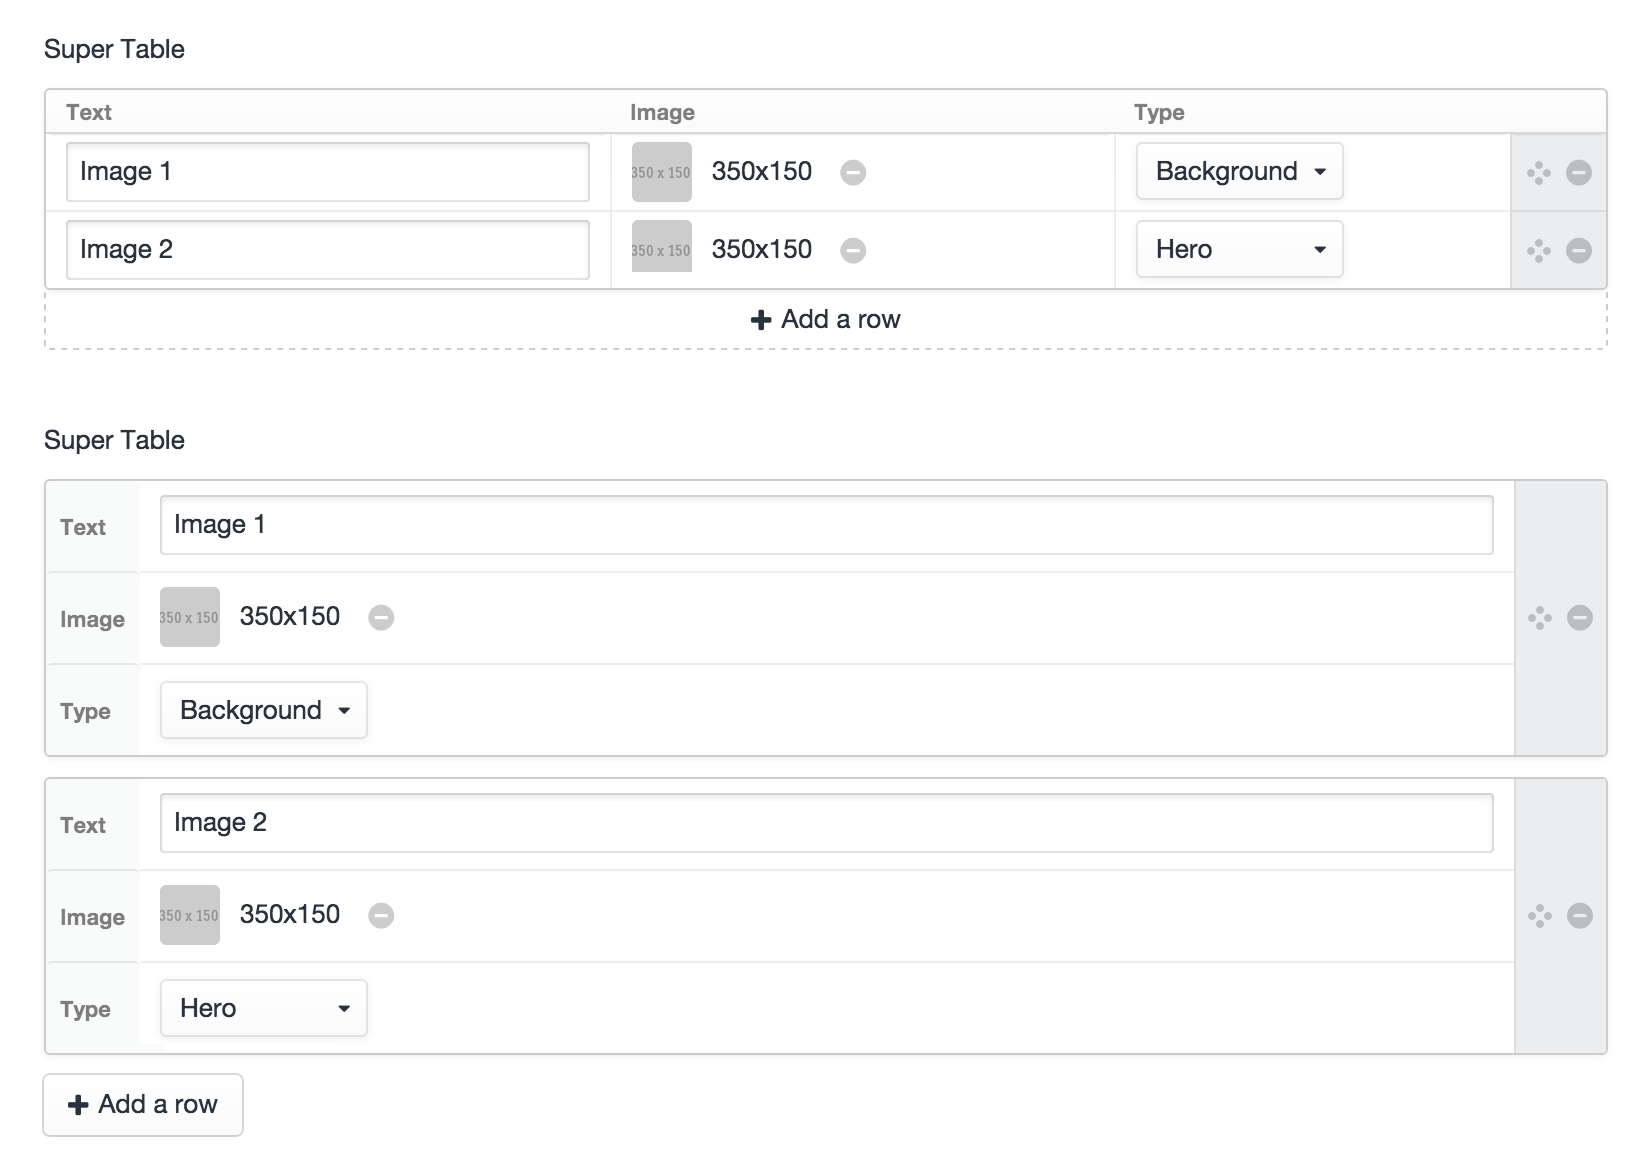 Super Table
Text Image Type
Image 1 350 x 150 350x150 Background
Image 2 350 x 150 350x150 Hero
Add a row
Super Table
Text Image 1
Image 350 x 150 350x150
Type Background
Text Image 2
Image 350 x 150 350x150
Type Hero
Add a row